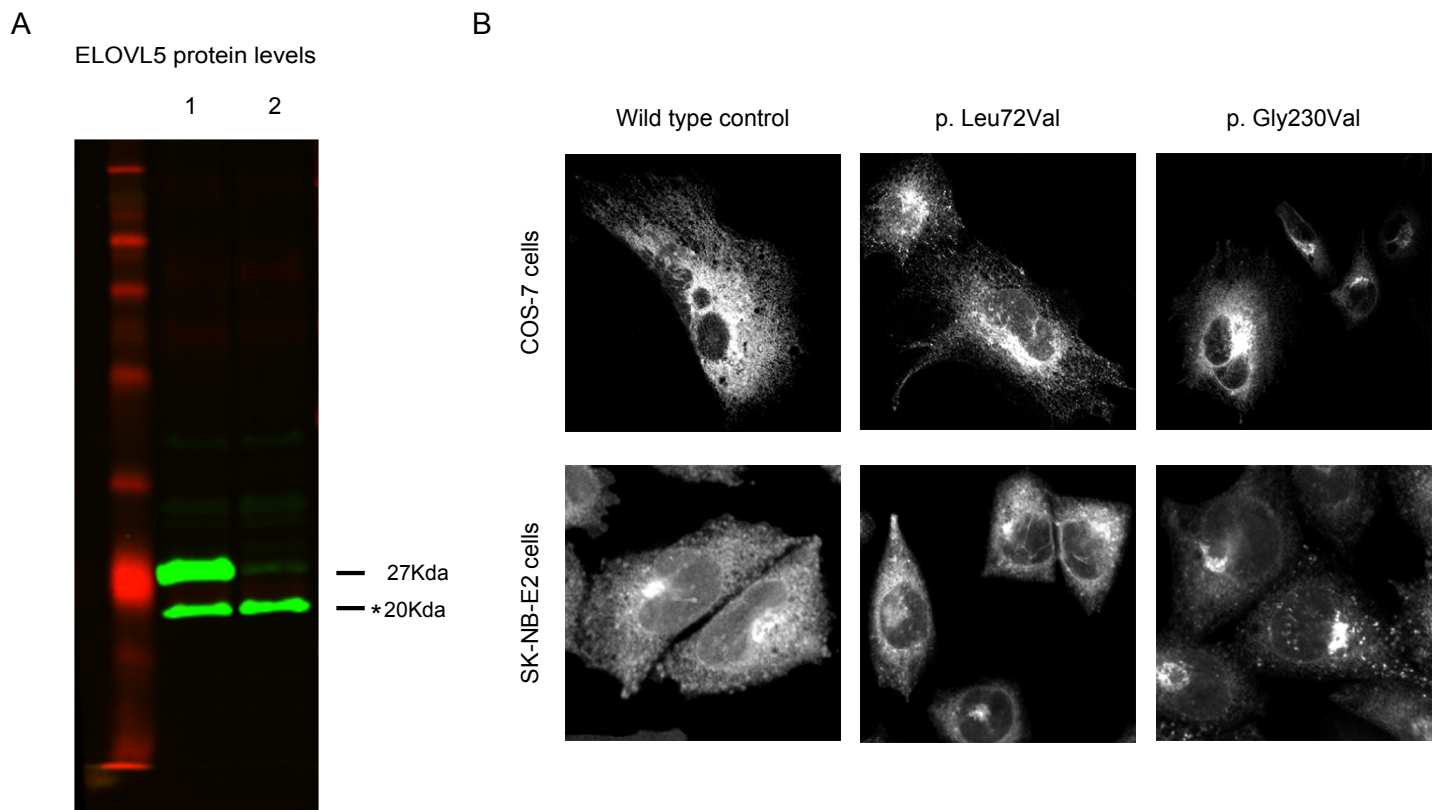 A
ELOVL5 protein levels
1 2
27Kda
*20Kda
B
Wild type control p. Leu72Val p. Gly230Val
COS-7 cells
SK-NB-E2 cells